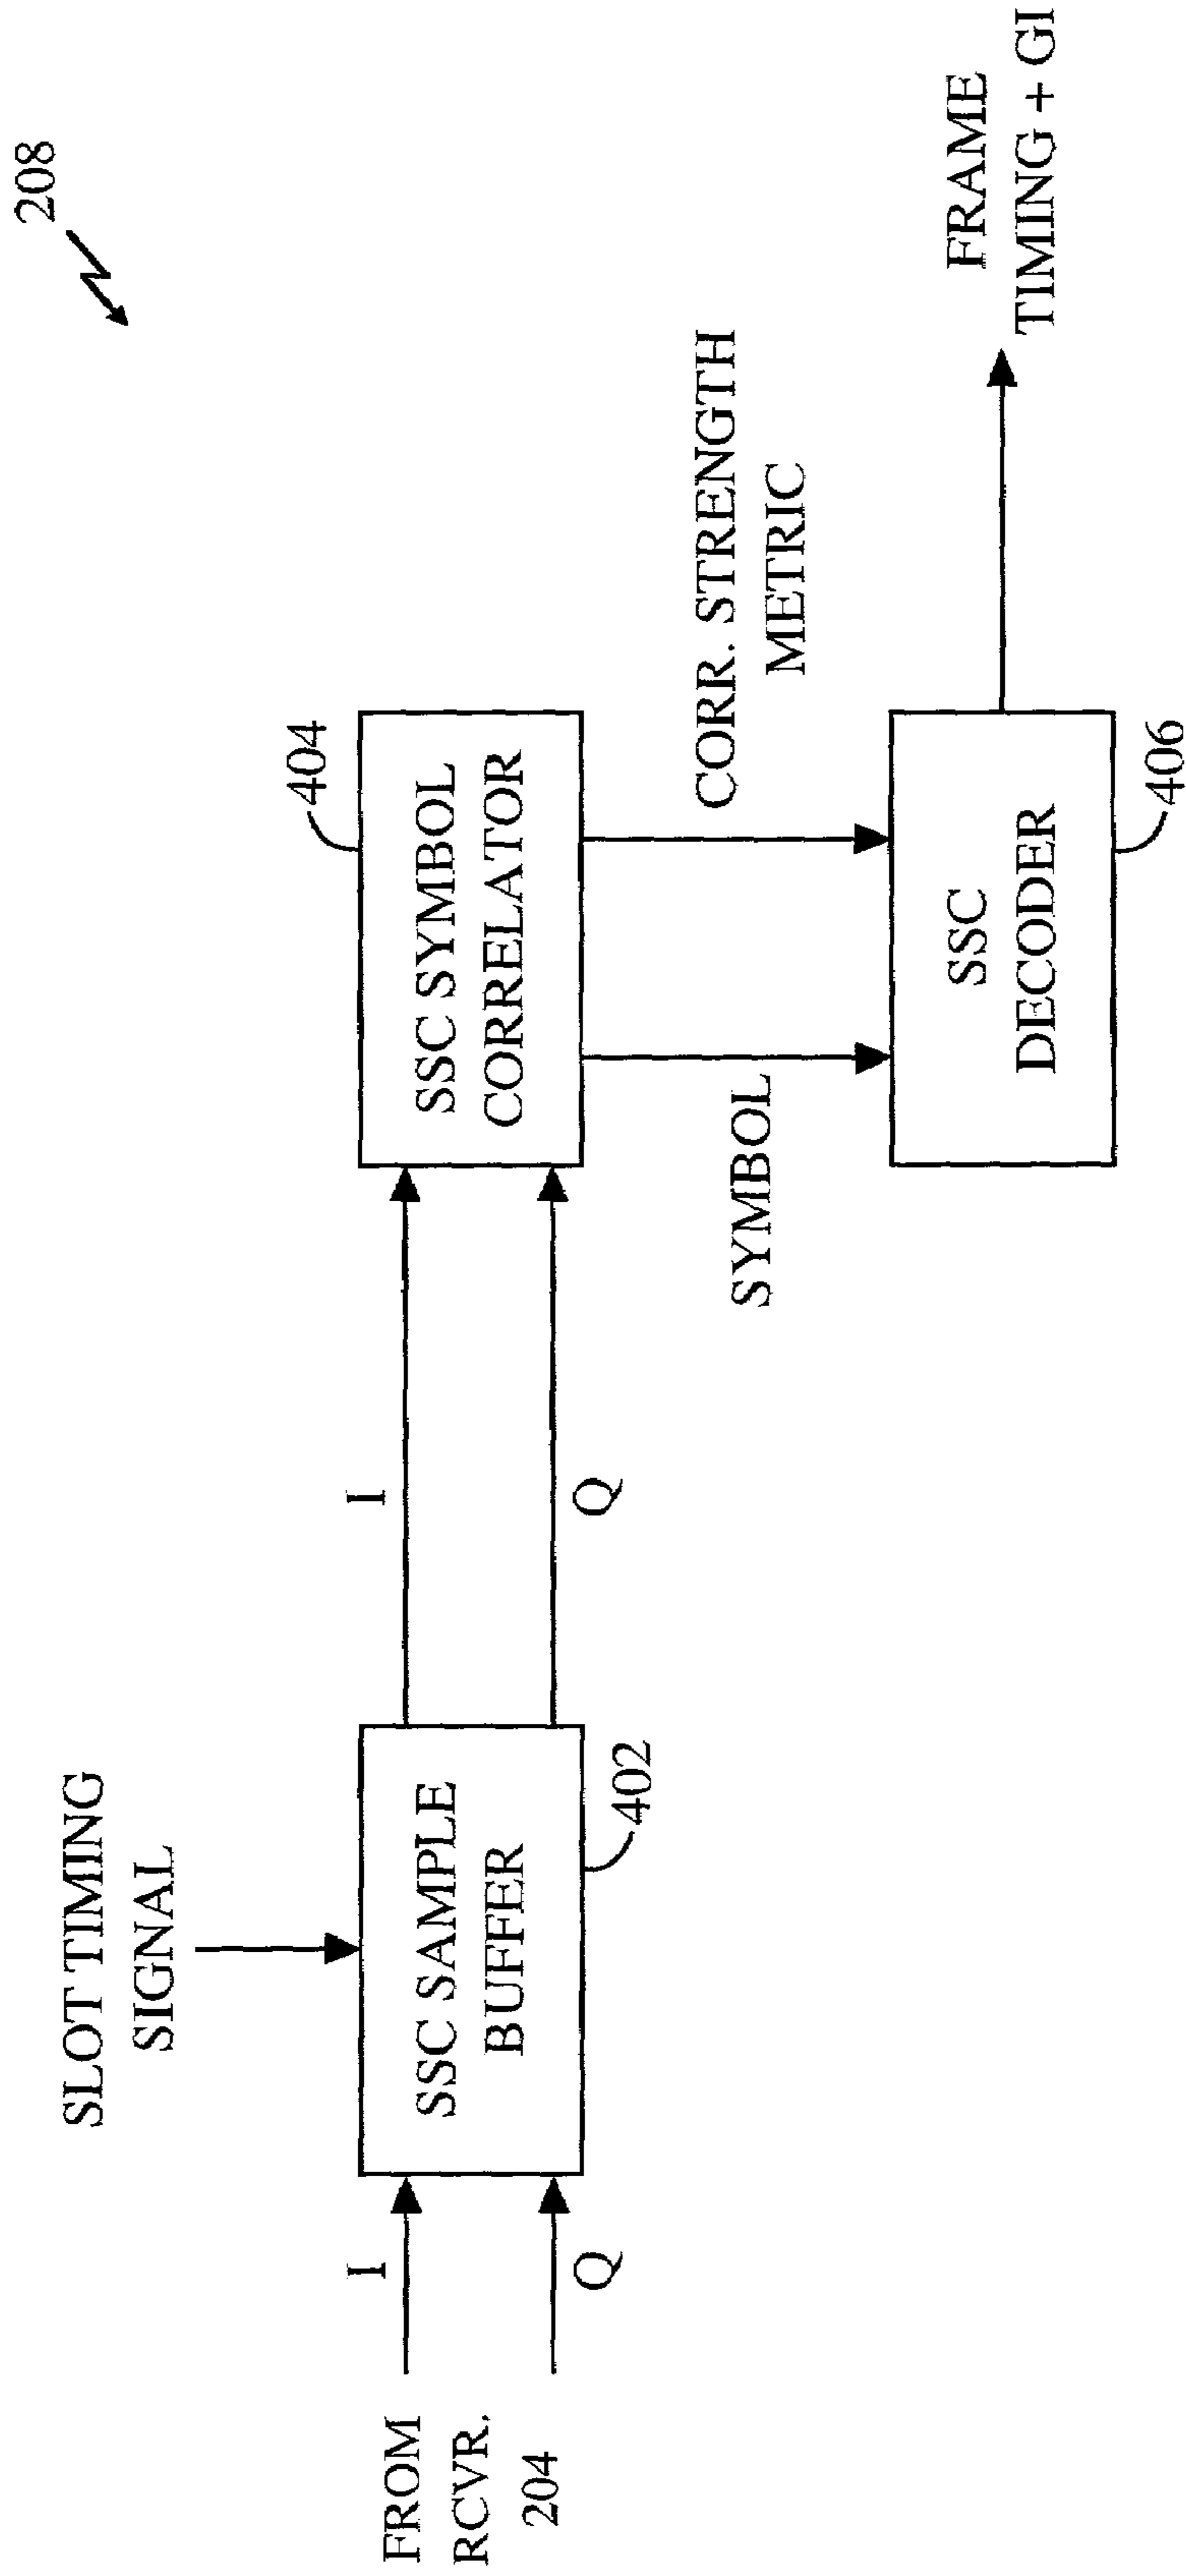 208
SLOT TIMING
SIGNAL
FROM
RCVR.
204
I
Q
SSC SAMPLE
BUFFER
402
I
Q
404
SSC SYMBOL
CORRELATOR
SYMBOL
CORR. STRENGTH
METRIC
SSC
DECODER
406
FRAME
TIMING + GI